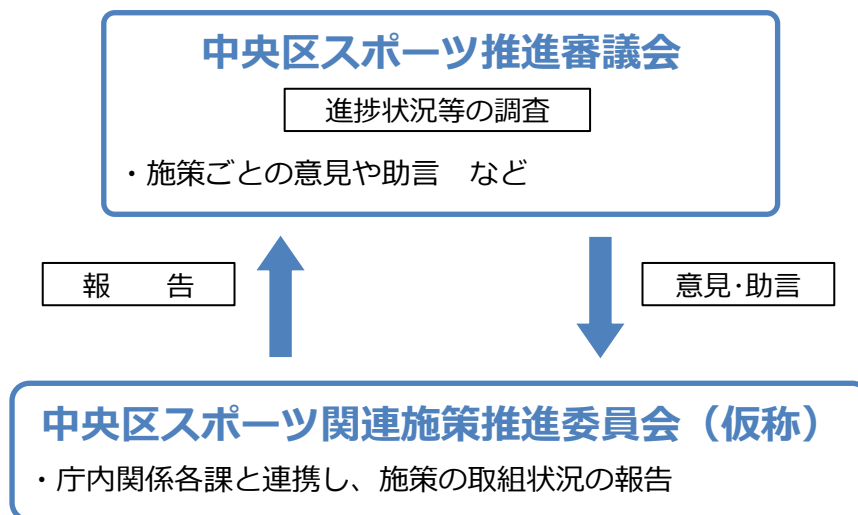 中央区スポーツ推進審議会
進捗状況等の調査
・施策ごとの意見や助言　など
報　　告
意見・助言
中央区スポーツ関連施策推進委員会（仮称）
・庁内関係各課と連携し、施策の取組状況の報告